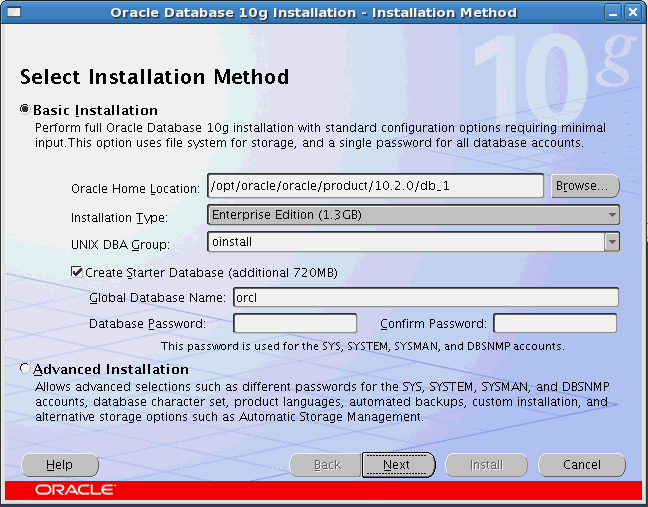 Oracle Database 10g Installation - Installation Method
10g
Select Installation Method
Basic Installation
Perform full Oracle Database 10g installation with standard configuration options requiring minimal
input.This option uses file system for storage, and a single password for all database accounts.
Oracle Home Location: /opt/oracle/oracle/product/10.2.0/db_1 Browse...
Installation Type: Enterprise Edition (1.3GB)
UNIX DBA Group: oinstall
Create Starter Database (additional 720MB)
Global Database Name: orcl
Database Password: Confirm Password:
This password is used for the SYS, SYSTEM, SYSMAN, and DBSNMP accounts.
Advanced Installation
Allows advanced selections such as different passwords for the SYS, SYSTEM, SYSMAN, and DBSNMP
accounts, database character set, product languages, automated backups, custom installation, and
alternative storage options such as Automatic Storage Management.
Help Back Next Install Cancel
ORACLE